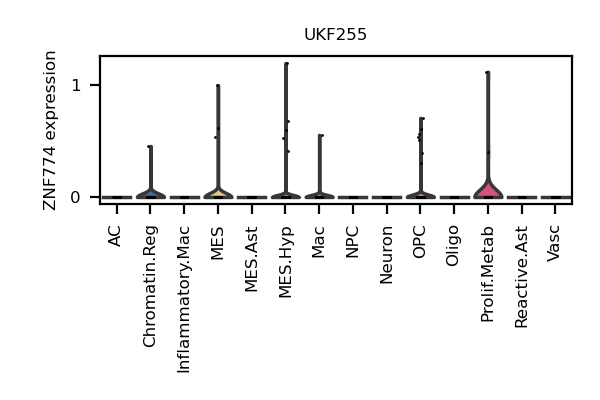 UKF255
ZNF774 expression
1
0
AC
Chromatin.Reg
Inflammatory.Mac
MES
MES.Ast
MES.Hyp
Mac
NPC
Neuron
OPC
Oligo
Prolif.Metab
Reactive.Ast
Vasc